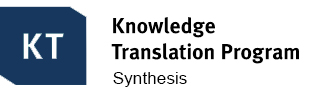 KT
Knowledge
Translation Program
Synthesis